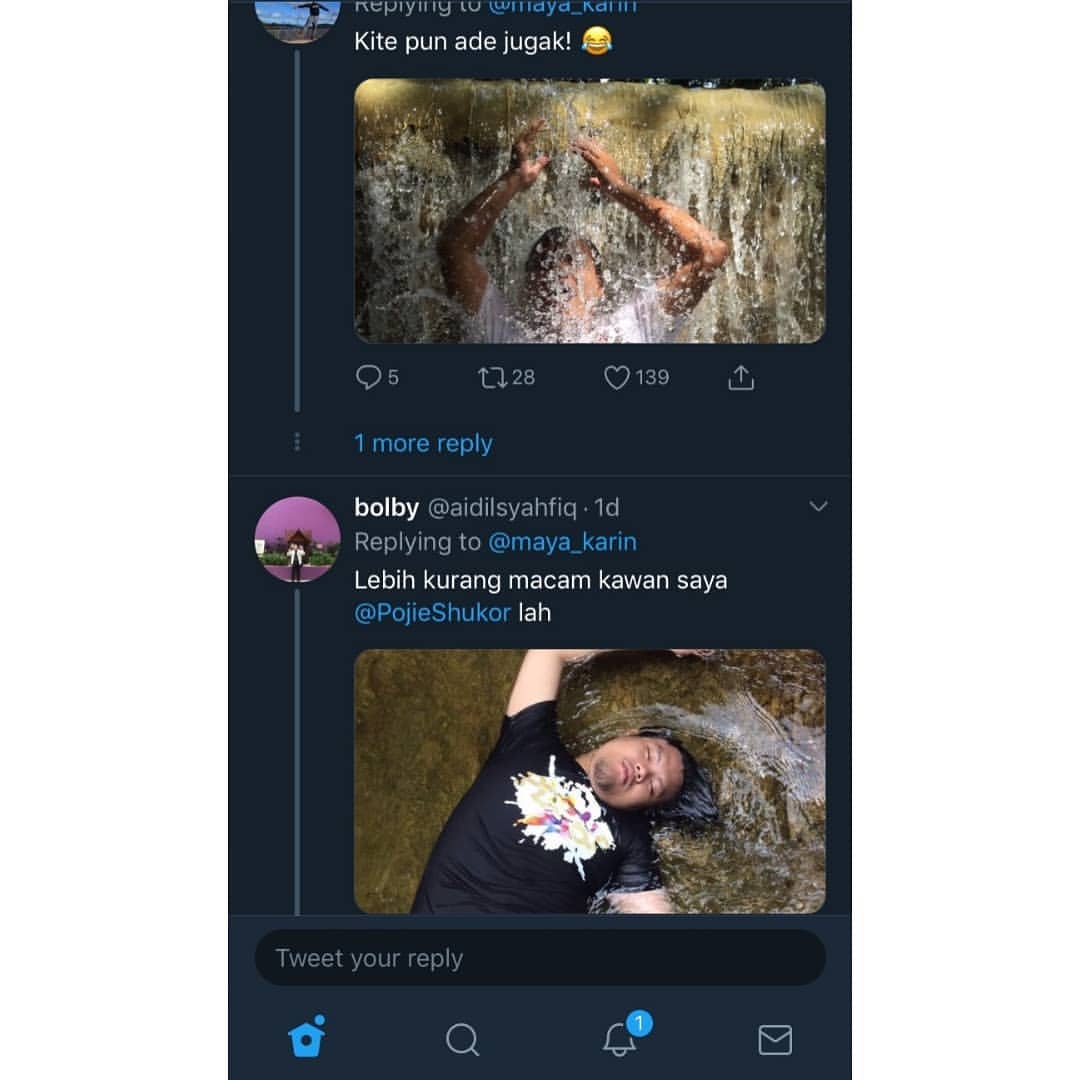 Replying to @maya_karin
Kite pun ade jugak! 😂
5 28 139
1 more reply
bolby @aidilsyahfiq · 1d
Replying to @maya_karin
Lebih kurang macam kawan saya
@PojieShukor lah
Tweet your reply
1